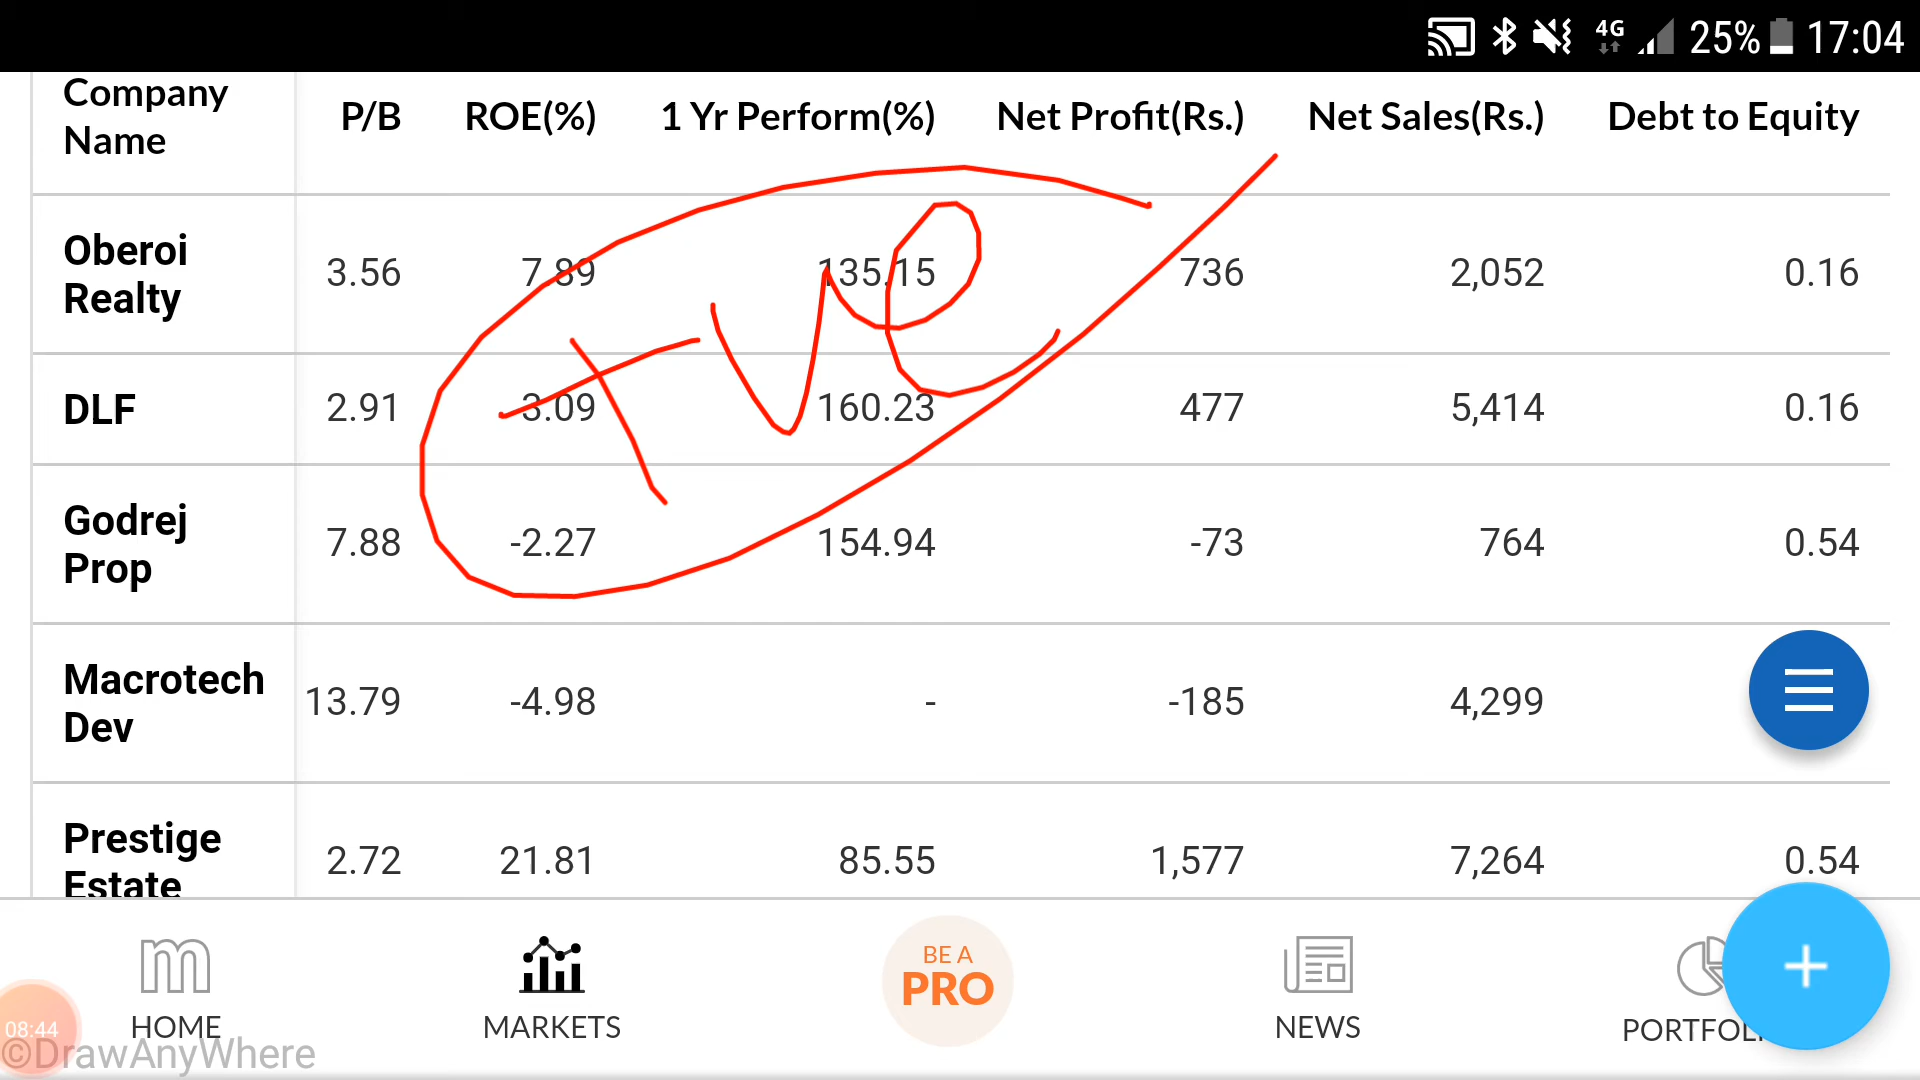 4G 25% 17:04
Company Name P/B ROE(%) 1 Yr Perform(%) Net Profit(Rs.) Net Sales(Rs.) Debt to Equity
Oberoi Realty 3.56 7.89 135.15 736 2,052 0.16
DLF 2.91 3.09 160.23 477 5,414 0.16
Godrej Prop 7.88 -2.27 154.94 -73 764 0.54
Macrotech Dev 13.79 -4.98 - -185 4,299
Prestige Estate 2.72 21.81 85.55 1,577 7,264 0.54
+ve
m HOME MARKETS BE A PRO NEWS PORTFOLI
08:44
©DrawAnyWhere